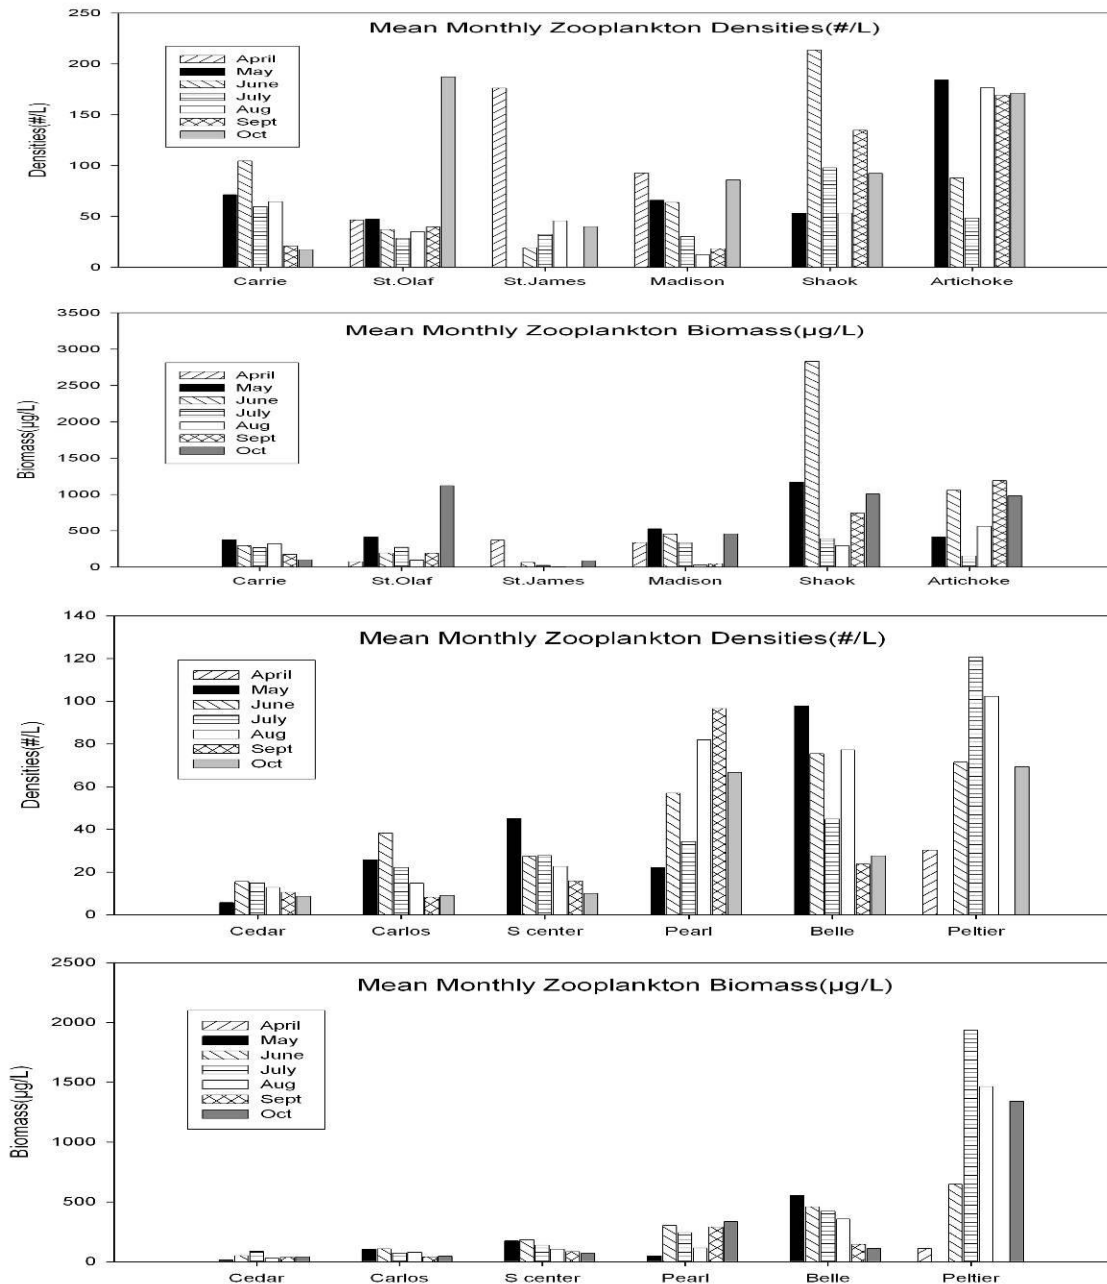 Mean Monthly Zooplankton Densities(#/L)
Densities(#/L)
250
200
150
100
50
0
April
May
June
July
Aug
Sept
Oct
Carrie St.Olaf St.James Madison Shaok Artichoke
Mean Monthly Zooplankton Biomass(µg/L)
Biomass(µg/L)
3500
3000
2500
2000
1500
1000
500
0
April
May
June
July
Aug
Sept
Oct
Carrie St.Olaf St.James Madison Shaok Artichoke
Mean Monthly Zooplankton Densities(#/L)
Densities(#/L)
140
120
100
80
60
40
20
0
April
May
June
July
Aug
Sept
Oct
Cedar Carlos S center Pearl Belle Peltier
Mean Monthly Zooplankton Biomass(µg/L)
Biomass(µg/L)
2500
2000
1500
1000
500
0
April
May
June
July
Aug
Sept
Oct
Cedar Carlos S center Pearl Belle Peltier